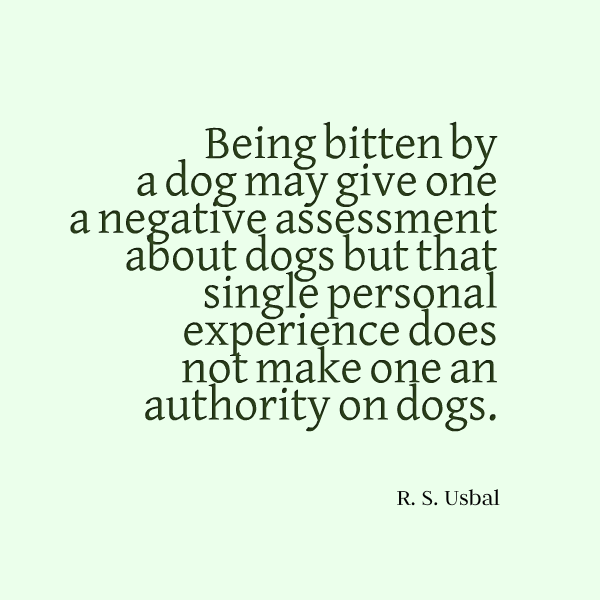 Being bitten by
a dog may give one
a negative assessment
about dogs but that
single personal
experience does
not make one an
authority on dogs.
R. S. Usbal